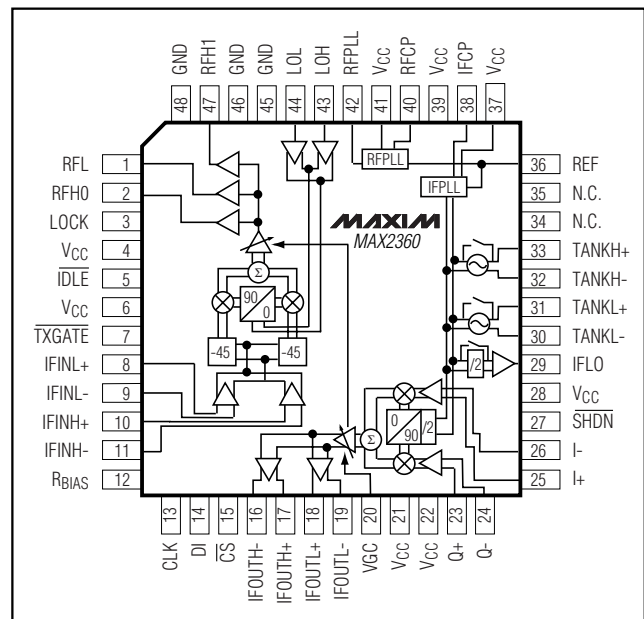 GND
RFH1
GND
GND
LOL
LOH
RFPLL
VCC
RFCP
VCC
IFCP
VCC
48
47
46
45
44
43
42
41
40
39
38
37
RFL 1
RFH0 2
LOCK 3
VCC 4
IDLE 5
VCC 6
TXGATE 7
IFINL+ 8
IFINL- 9
IFINH+ 10
IFINH- 11
RBIAS 12
RFPLL
IFPLL
MAXIM
MAX2360
Σ
90
0
-45
-45
/2
0
90
/2
Σ
36 REF
35 N.C.
34 N.C.
33 TANKH+
32 TANKH-
31 TANKL+
30 TANKL-
29 IFLO
28 VCC
27 SHDN
26 I-
25 I+
13
14
15
16
17
18
19
20
21
22
23
24
CLK
DI
CS
IFOUTH-
IFOUTH+
IFOUTL+
IFOUTL-
VGC
VCC
VCC
Q+
Q-